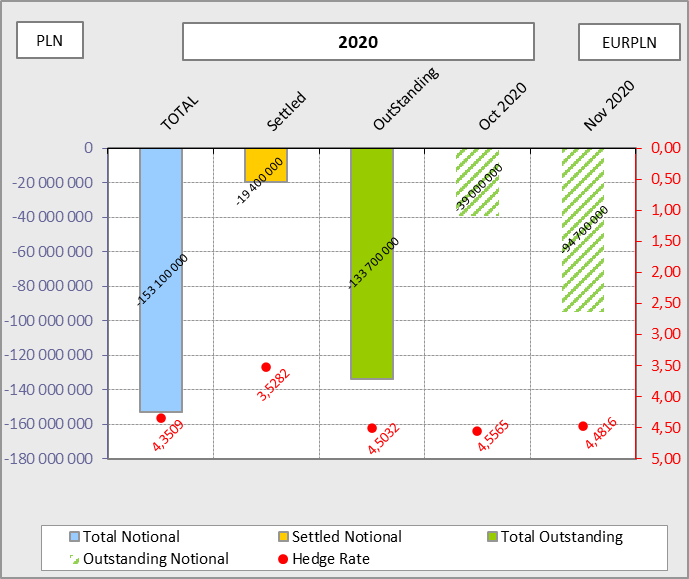 PLN
2020
EURPLN
TOTAL
Settled
OutStanding
Oct 2020
Nov 2020
0
-20 000 000
-40 000 000
-60 000 000
-80 000 000
-100 000 000
-120 000 000
-140 000 000
-160 000 000
-180 000 000
-153 100 000
-19 400 000
-133 700 000
-39 000 000
-94 700 000
4,3509
3,5282
4,5032
4,5565
4,4816
0,00
0,50
1,00
1,50
2,00
2,50
3,00
3,50
4,00
4,50
5,00
Total Notional
Settled Notional
Total Outstanding
Outstanding Notional
Hedge Rate